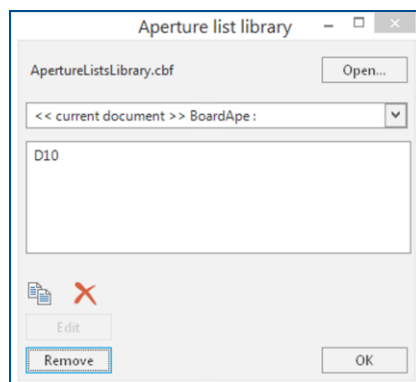 Aperture list library
ApertureListsLibrary.cbf
Open...
<< current document >> BoardApe :
D10
Edit
Remove
OK